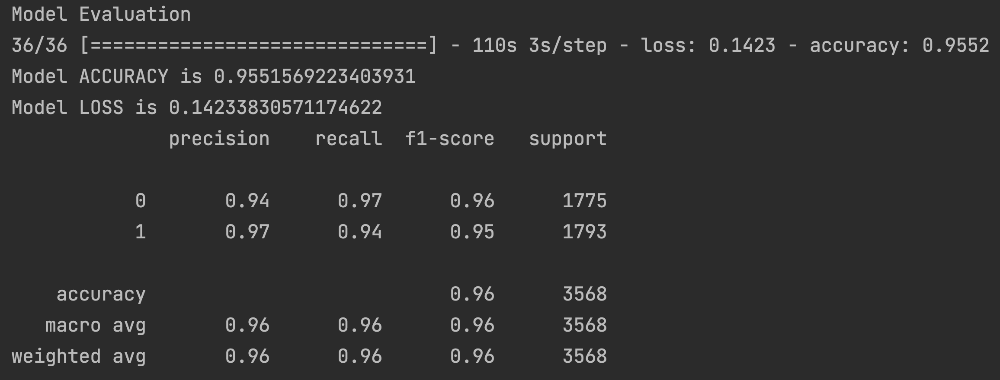 Model Evaluation
36/36 [==============================] - 110s 3s/step - loss: 0.1423 - accuracy: 0.9552
Model ACCURACY is 0.9551569223403931
Model LOSS is 0.14233830571174622
precision recall f1-score support
0 0.94 0.97 0.96 1775
1 0.97 0.94 0.95 1793
accuracy 0.96 3568
macro avg 0.96 0.96 0.96 3568
weighted avg 0.96 0.96 0.96 3568